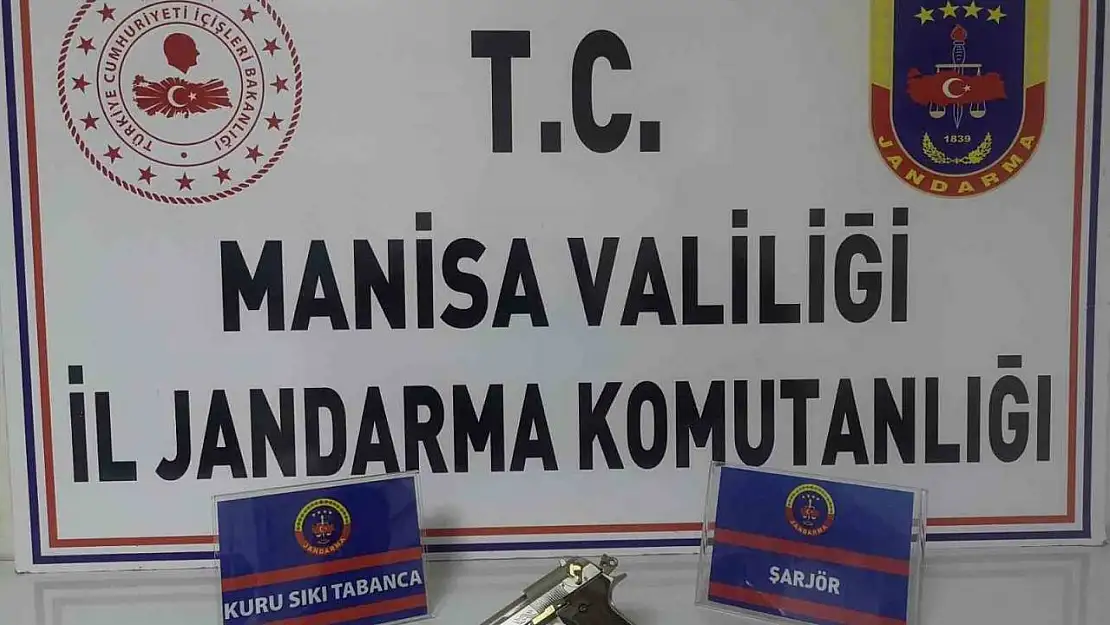 TÜRKİYE CUMHURİYETİ İÇİŞLERİ BAKANLIĞI
T.C.
1839
JANDARMA
MANİSA VALİLİĞİ
İL JANDARMA KOMUTANLIĞI
JANDARMA
KURU SIKI TABANCA
JANDARMA
ŞARJÖR